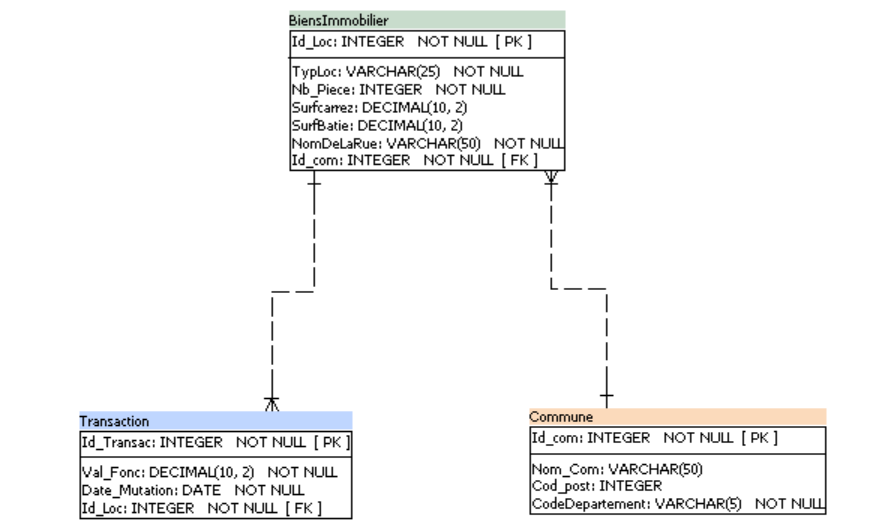 BiensImmobilier
Id_Loc: INTEGER NOT NULL [ PK ]
TypLoc: VARCHAR(25) NOT NULL
Nb_Piece: INTEGER NOT NULL
Surfcarrez: DECIMAL(10, 2)
SurfBatie: DECIMAL(10, 2)
NomDeLaRue: VARCHAR(50) NOT NULL
Id_com: INTEGER NOT NULL [ FK ]
Transaction
Id_Transac: INTEGER NOT NULL [ PK ]
Val_Fonc: DECIMAL(10, 2) NOT NULL
Date_Mutation: DATE NOT NULL
Id_Loc: INTEGER NOT NULL [ FK ]
Commune
Id_com: INTEGER NOT NULL [ PK ]
Nom_Com: VARCHAR(50)
Cod_post: INTEGER
CodeDepartement: VARCHAR(5) NOT NULL